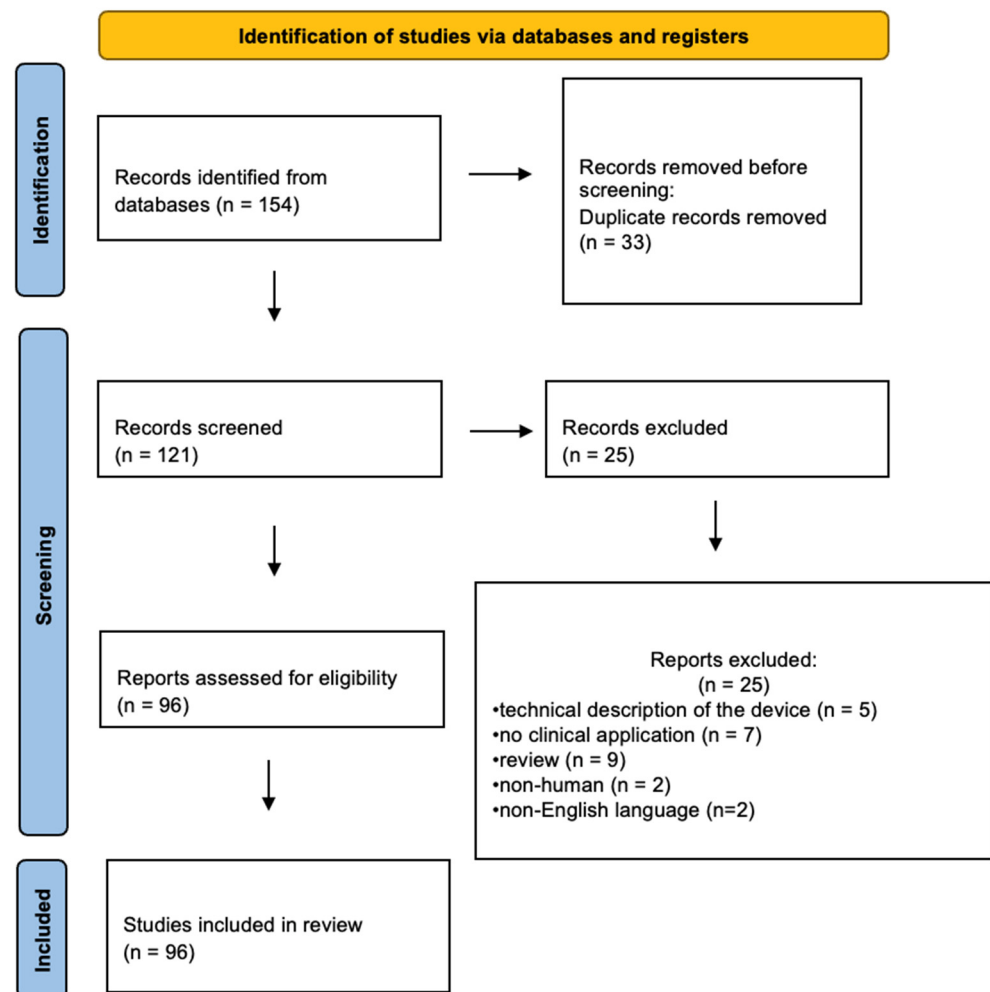 Identification of studies via databases and registers
Identification
Records identified from
databases (n = 154)
Records removed before
screening:
Duplicate records removed
(n = 33)
Screening
Records screened
(n = 121)
Records excluded
(n = 25)
Reports assessed for eligibility
(n = 96)
Reports excluded:
(n = 25)
•technical description of the device (n = 5)
•no clinical application (n = 7)
•review (n = 9)
•non-human (n = 2)
•non-English language (n=2)
Included
Studies included in review
(n = 96)